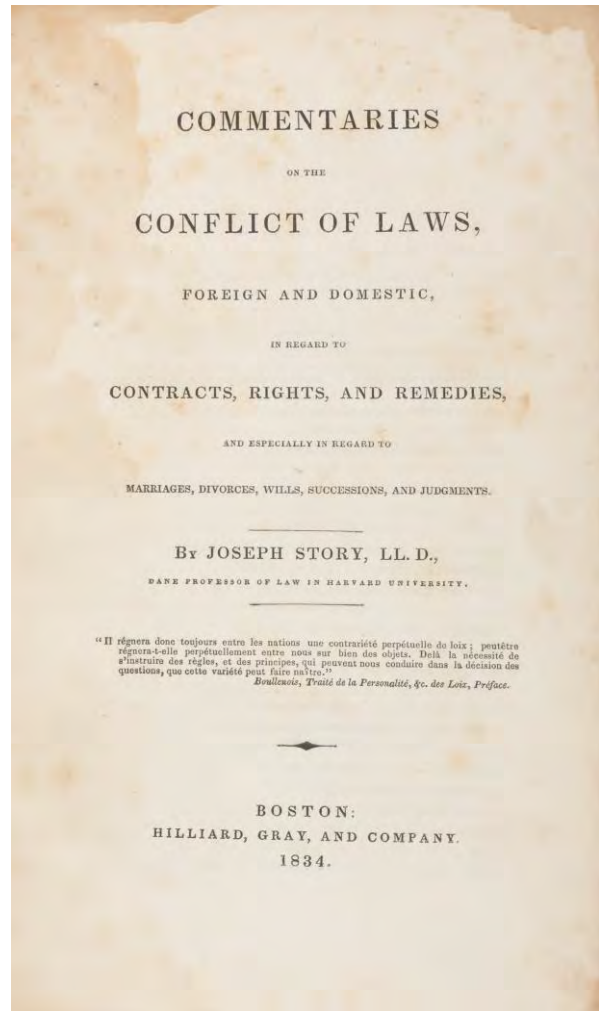 COMMENTARIES
ON THE
CONFLICT OF LAWS,
FOREIGN AND DOMESTIC,
IN REGARD TO
CONTRACTS, RIGHTS, AND REMEDIES,
AND ESPECIALLY IN REGARD TO
MARRIAGES, DIVORCES, WILLS, SUCCESSIONS, AND JUDGMENTS.
BY JOSEPH STORY, LL. D.,
DANE PROFESSOR OF LAW IN HARVARD UNIVERSITY.
"Il régnera donc toujours entre les nations une contrariété perpétuelle de loix; peutêtre
régnera-t-elle perpétuellement entre nous sur bien des objets. Delà la nécessité de
s'instruire des règles, et des principes, qui peuvent nous conduire dans la décision des
questions, que cette variété peut faire naître."
Boullenois, Traité de la Personalité, &c. des Loix, Préface.
BOSTON:
HILLIARD, GRAY, AND COMPANY.
1834.